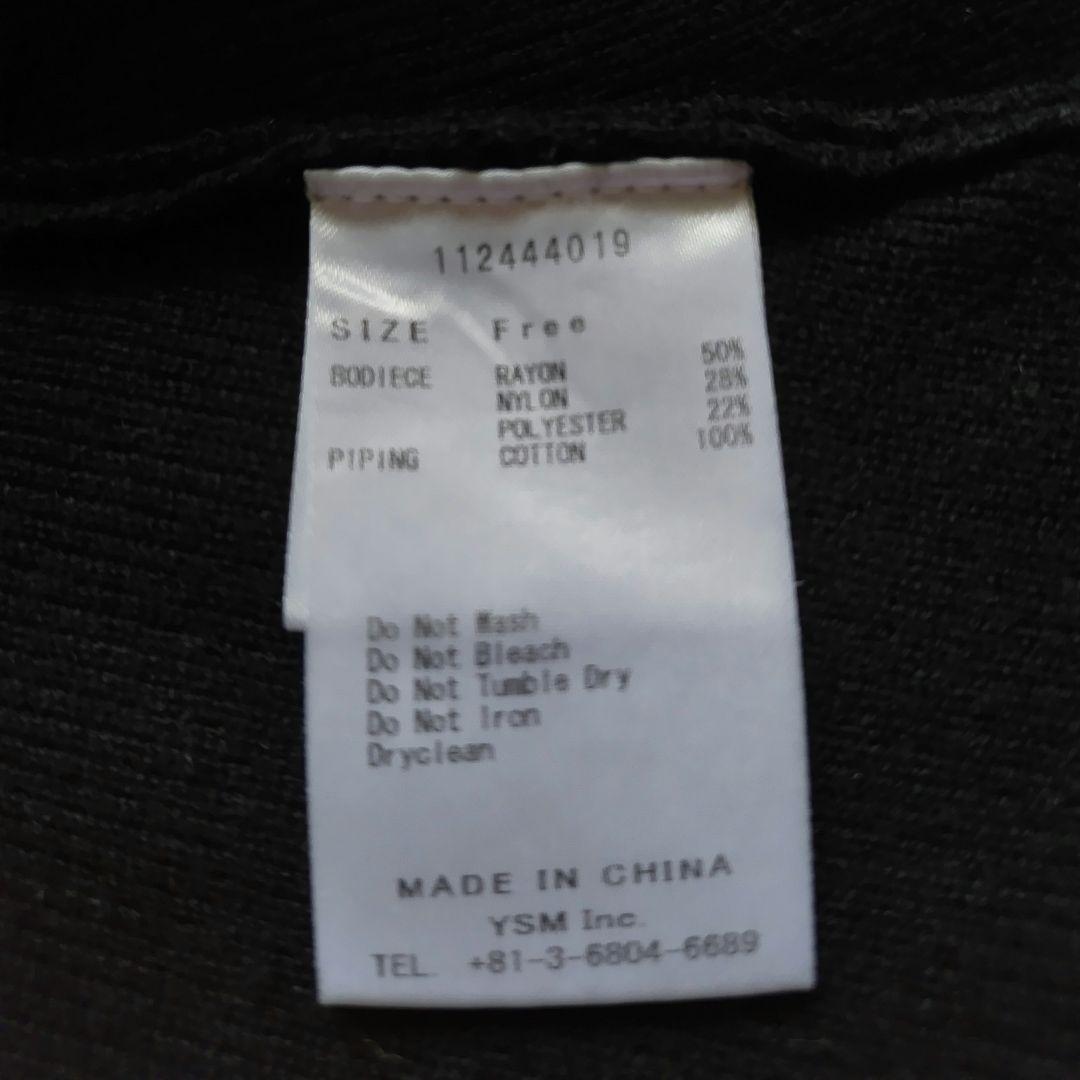 112444019
SIZE Free
BODIECE RAYON 50%
NYLON 28%
POLYESTER 22%
PIPING COTTON 100%
Do Not Wash
Do Not Bleach
Do Not Tumble Dry
Do Not Iron
Dryclean
MADE IN CHINA
YSM Inc.
TEL. +81-3-6804-6689